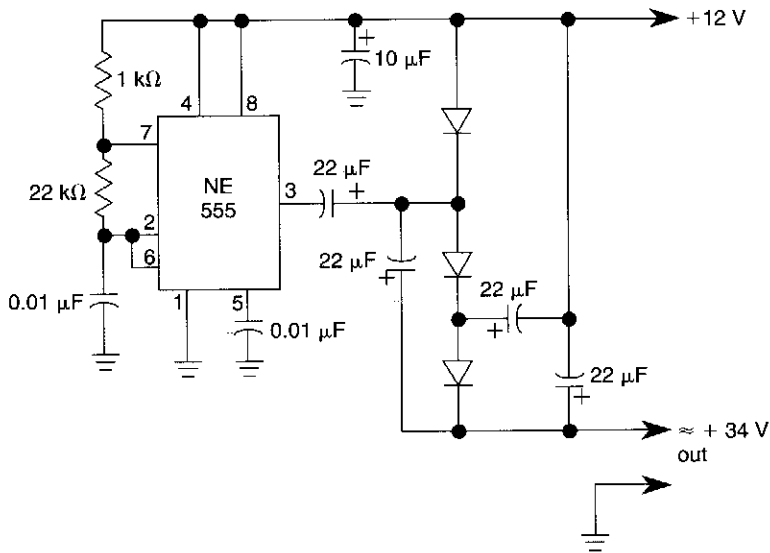 +12 V
1 kΩ
4
8
+
10 µF
7
22 kΩ
NE
555
3
22 µF
+
2
6
22 µF
+
22 µF
+
0.01 µF
1
5
0.01 µF
22 µF
+
≈ + 34 V
out